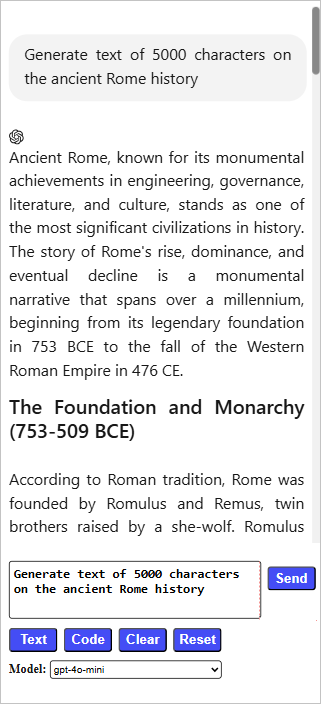 Generate text of 5000 characters on
the ancient Rome history
Ancient Rome, known for its monumental
achievements in engineering, governance,
literature, and culture, stands as one of
the most significant civilizations in history.
The story of Rome's rise, dominance, and
eventual decline is a monumental
narrative that spans over a millennium,
beginning from its legendary foundation
in 753 BCE to the fall of the Western
Roman Empire in 476 CE.
The Foundation and Monarchy
(753-509 BCE)
According to Roman tradition, Rome was
founded by Romulus and Remus, twin
brothers raised by a she-wolf. Romulus
Generate text of 5000 characters
on the ancient Rome history
Send
Text Code Clear Reset
Model: gpt-4o-mini